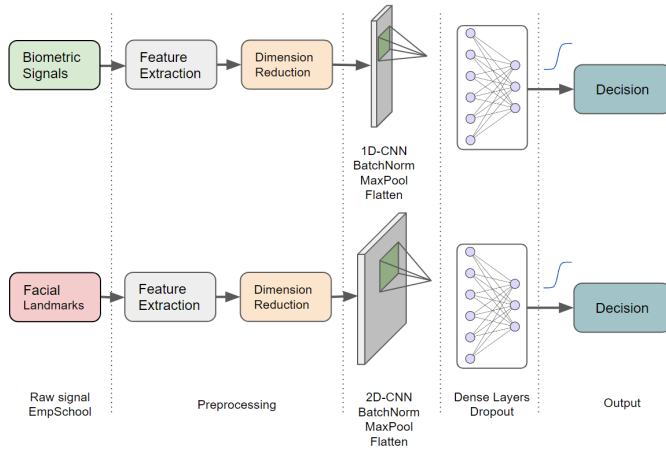 Biometric
Signals
Feature
Extraction
Dimension
Reduction
Decision
1D-CNN
BatchNorm
MaxPool
Flatten
Facial
Landmarks
Feature
Extraction
Dimension
Reduction
Decision
Raw signal
EmpSchool
Preprocessing
2D-CNN
BatchNorm
MaxPool
Flatten
Dense Layers
Dropout
Output